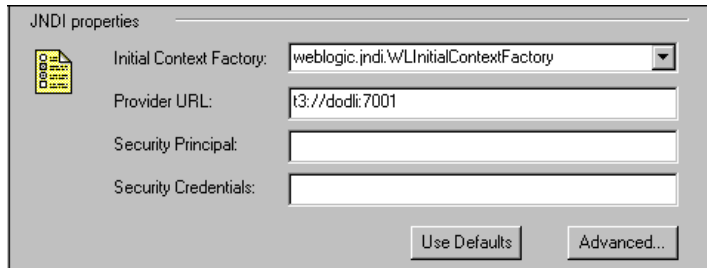 JNDI properties
Initial Context Factory: weblogic.jndi.WLInitialContextFactory
Provider URL: t3://dodli:7001
Security Principal:
Security Credentials:
Use Defaults Advanced...